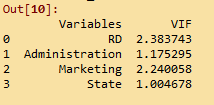 Out[10]:
Variables VIF
0 RD 2.383743
1 Administration 1.175295
2 Marketing 2.240058
3 State 1.004678